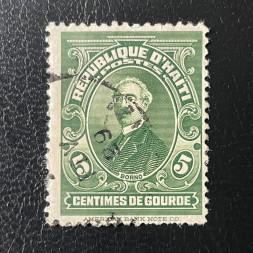 REPUBLIQUE D'HAITI
POSTES
BORNO
5 5
CENTIMES DE GOURDE
AMERICAN BANK NOTE CO.